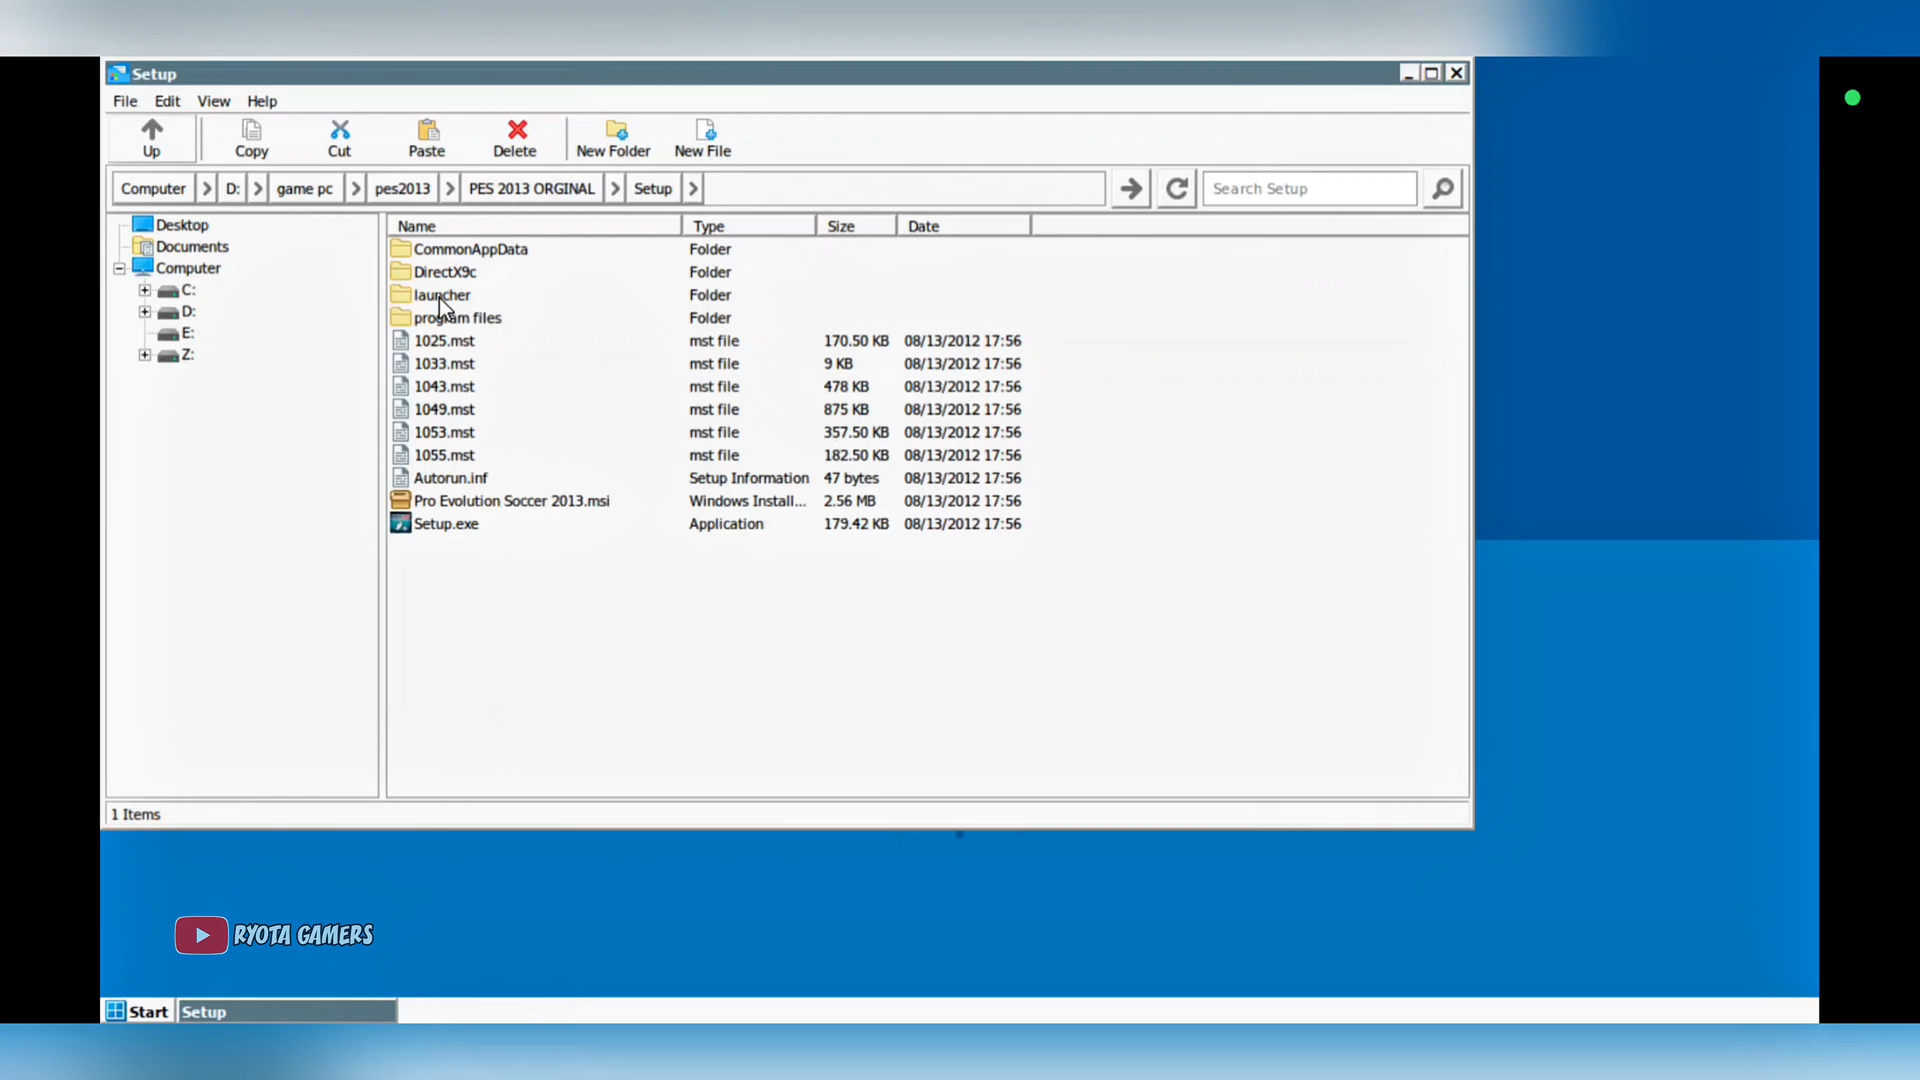 Setup
File Edit View Help
Up Copy Cut Paste Delete New Folder New File
Computer D: game pc pes2013 PES 2013 ORGINAL Setup Search Setup
Desktop
Documents
Computer
C:
D:
E:
Z:
Name Type Size Date
CommonAppData Folder
DirectX9c Folder
launcher Folder
program files Folder
1025.mst mst file 170.50 KB 08/13/2012 17:56
1033.mst mst file 9 KB 08/13/2012 17:56
1043.mst mst file 478 KB 08/13/2012 17:56
1049.mst mst file 875 KB 08/13/2012 17:56
1053.mst mst file 357.50 KB 08/13/2012 17:56
1055.mst mst file 182.50 KB 08/13/2012 17:56
Autorun.inf Setup Information 47 bytes 08/13/2012 17:56
Pro Evolution Soccer 2013.msi Windows Install... 2.56 MB 08/13/2012 17:56
Setup.exe Application 179.42 KB 08/13/2012 17:56
1 Items
RYOTA GAMERS
Start Setup